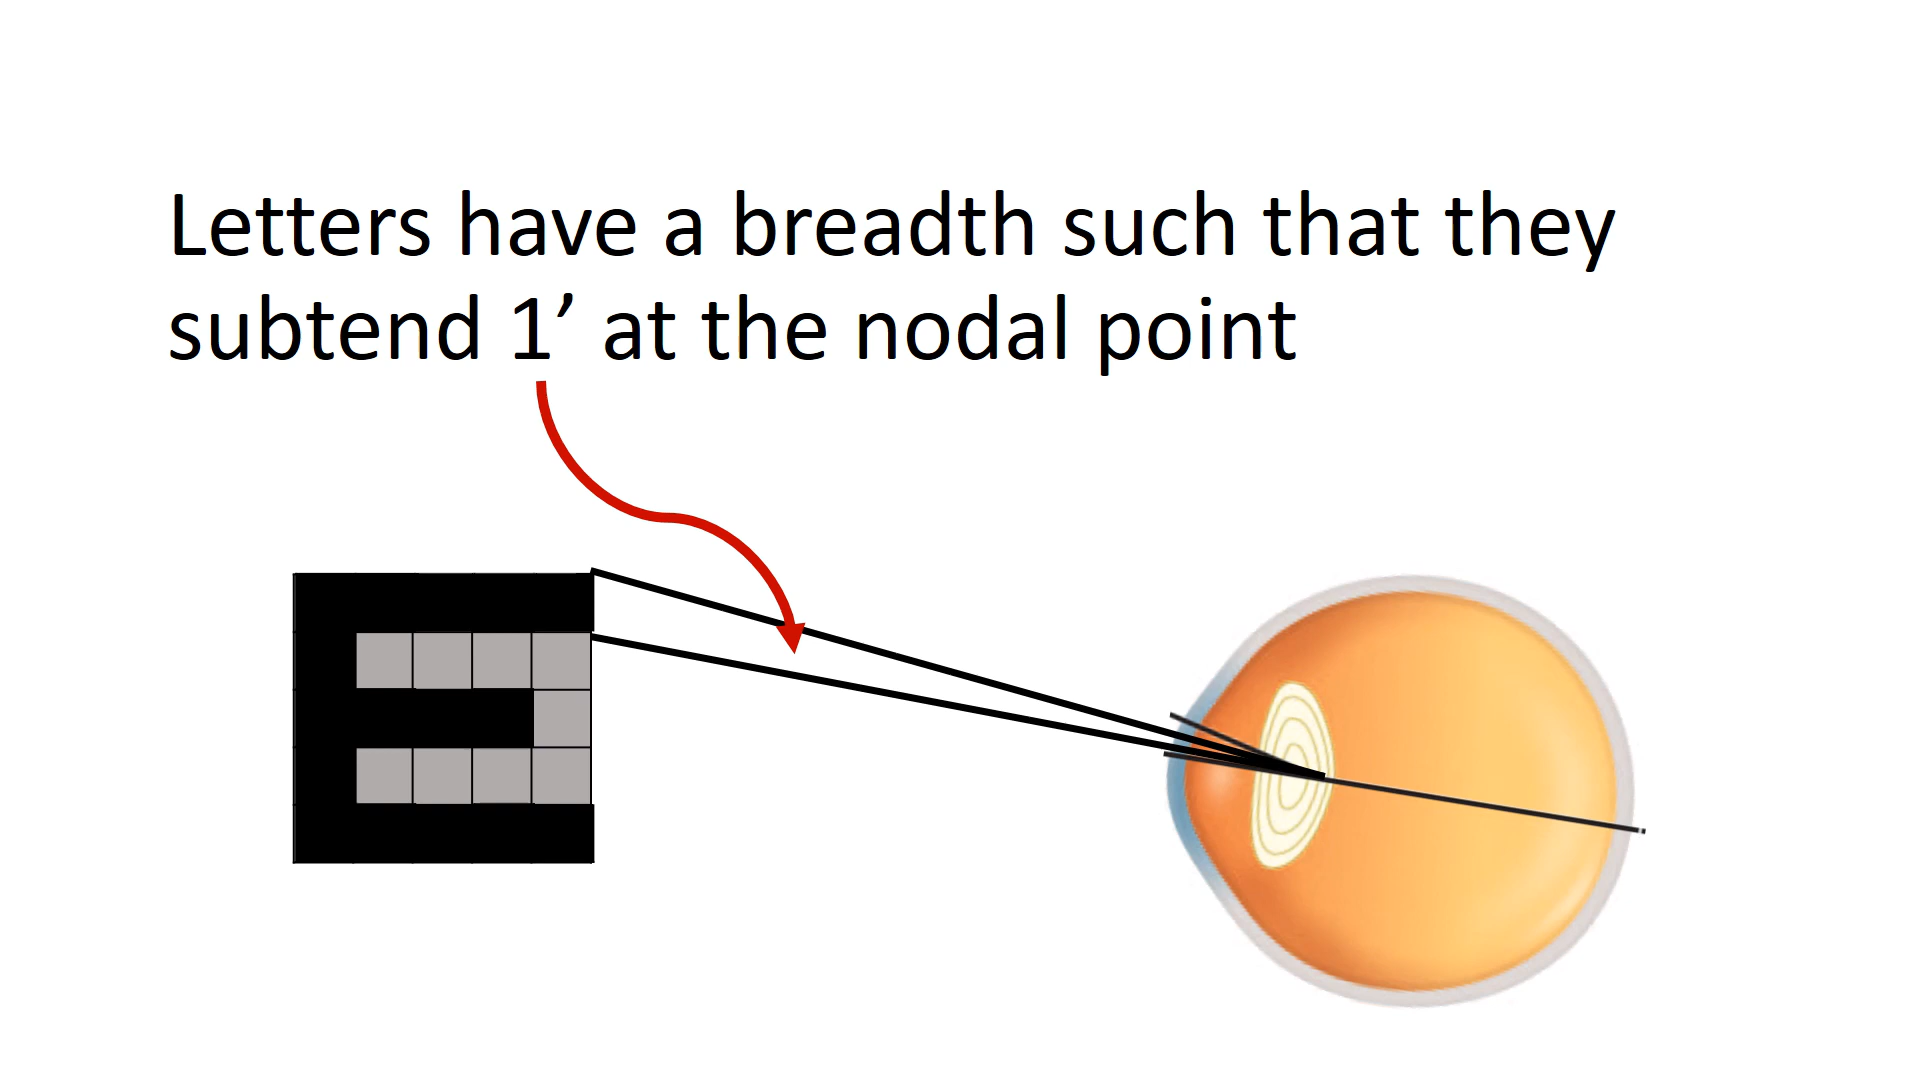 Letters have a breadth such that they
subtend 1’ at the nodal point
E